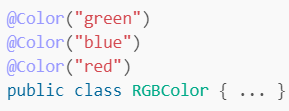 @Color("green")
@Color("blue")
@Color("red")
public class RGBColor { ... }